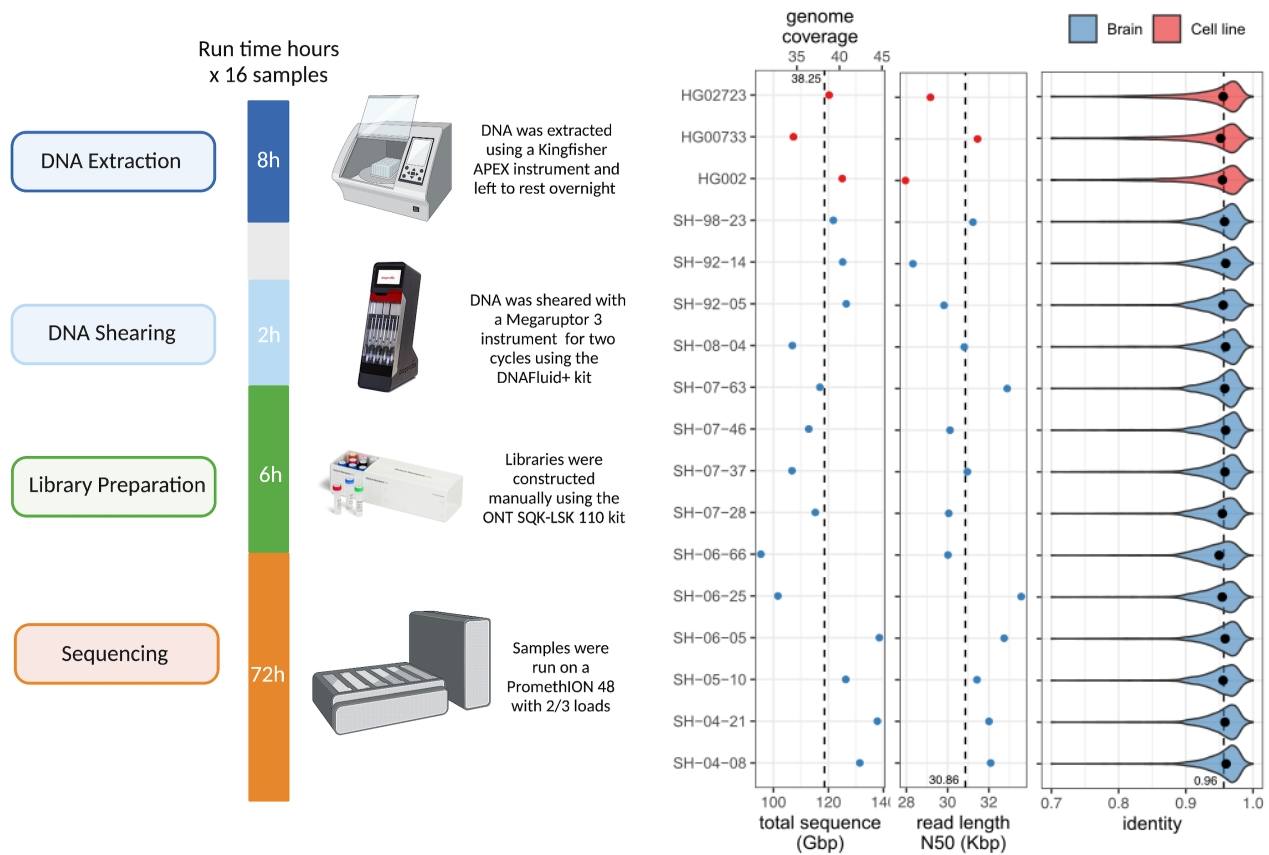 Run time hours
x 16 samples
DNA Extraction
8h
DNA was extracted
using a Kingfisher
APEX instrument and
left to rest overnight
DNA Shearing
2h
DNA was sheared with
a Megaruptor 3
instrument for two
cycles using the
DNAFluid+ kit
Library Preparation
6h
Libraries were
constructed
manually using the
ONT SQK-LSK 110 kit
Sequencing
72h
Samples were
run on a
PromethION 48
with 2/3 loads
genome
coverage
35 40 45
38.25
Brain Cell line
HG02723
HG00733
HG002
SH-98-23
SH-92-14
SH-92-05
SH-08-04
SH-07-63
SH-07-46
SH-07-37
SH-07-28
SH-06-66
SH-06-25
SH-06-05
SH-05-10
SH-04-21
SH-04-08
30.86
0.96
100 120 14
28 30 32
0.7 0.8 0.9 1.0
total sequence
(Gbp)
read length
N50 (Kbp)
identity